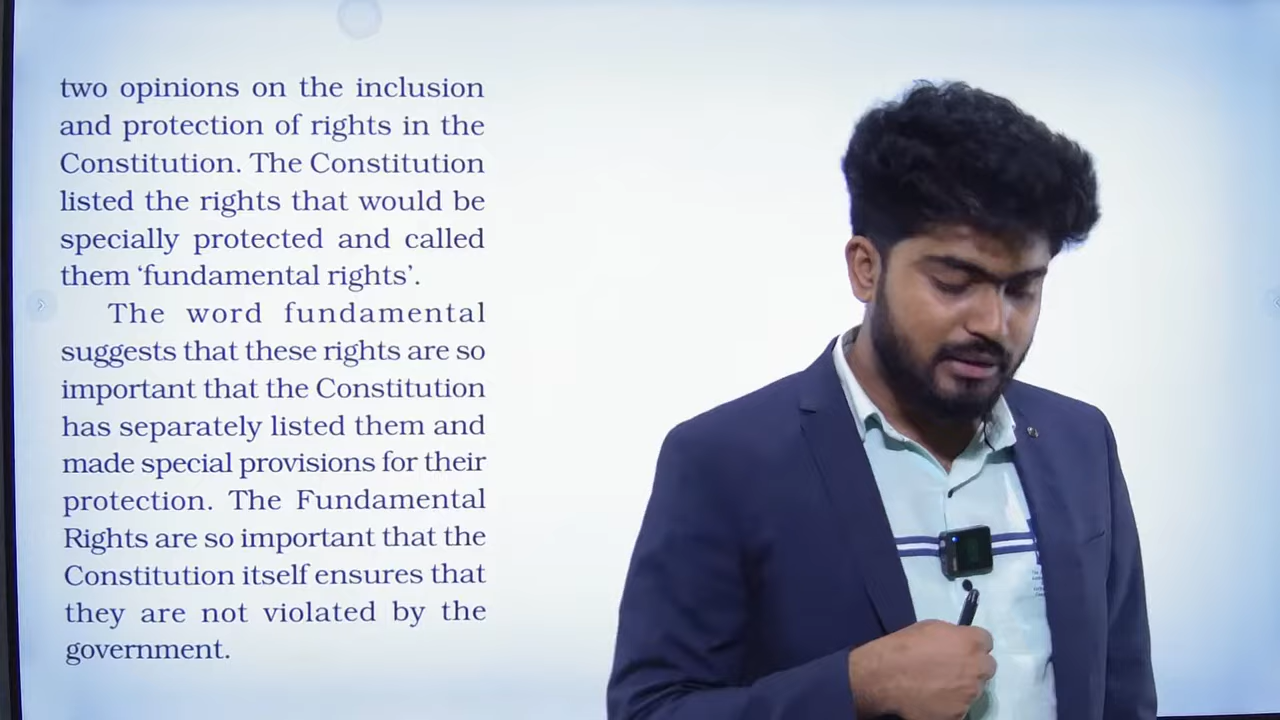 two opinions on the inclusion
and protection of rights in the
Constitution. The Constitution
listed the rights that would be
specially protected and called
them ‘fundamental rights’.
The word fundamental
suggests that these rights are so
important that the Constitution
has separately listed them and
made special provisions for their
protection. The Fundamental
Rights are so important that the
Constitution itself ensures that
they are not violated by the
government.